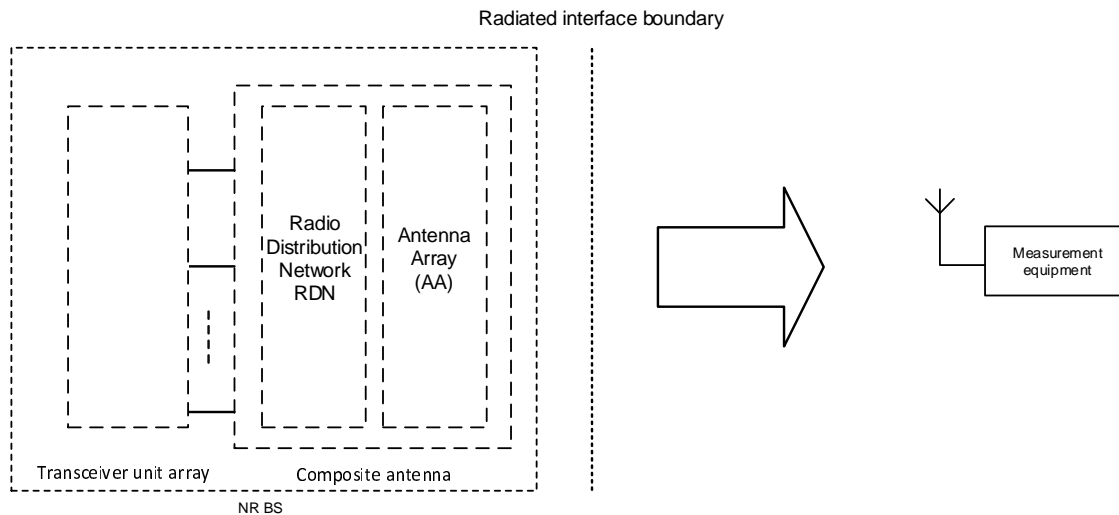 Radiated interface boundary
Radio
Distribution
Network
RDN
Antenna
Array
(AA)
Measurement
equipment
Transceiver unit array
Composite antenna
NR BS